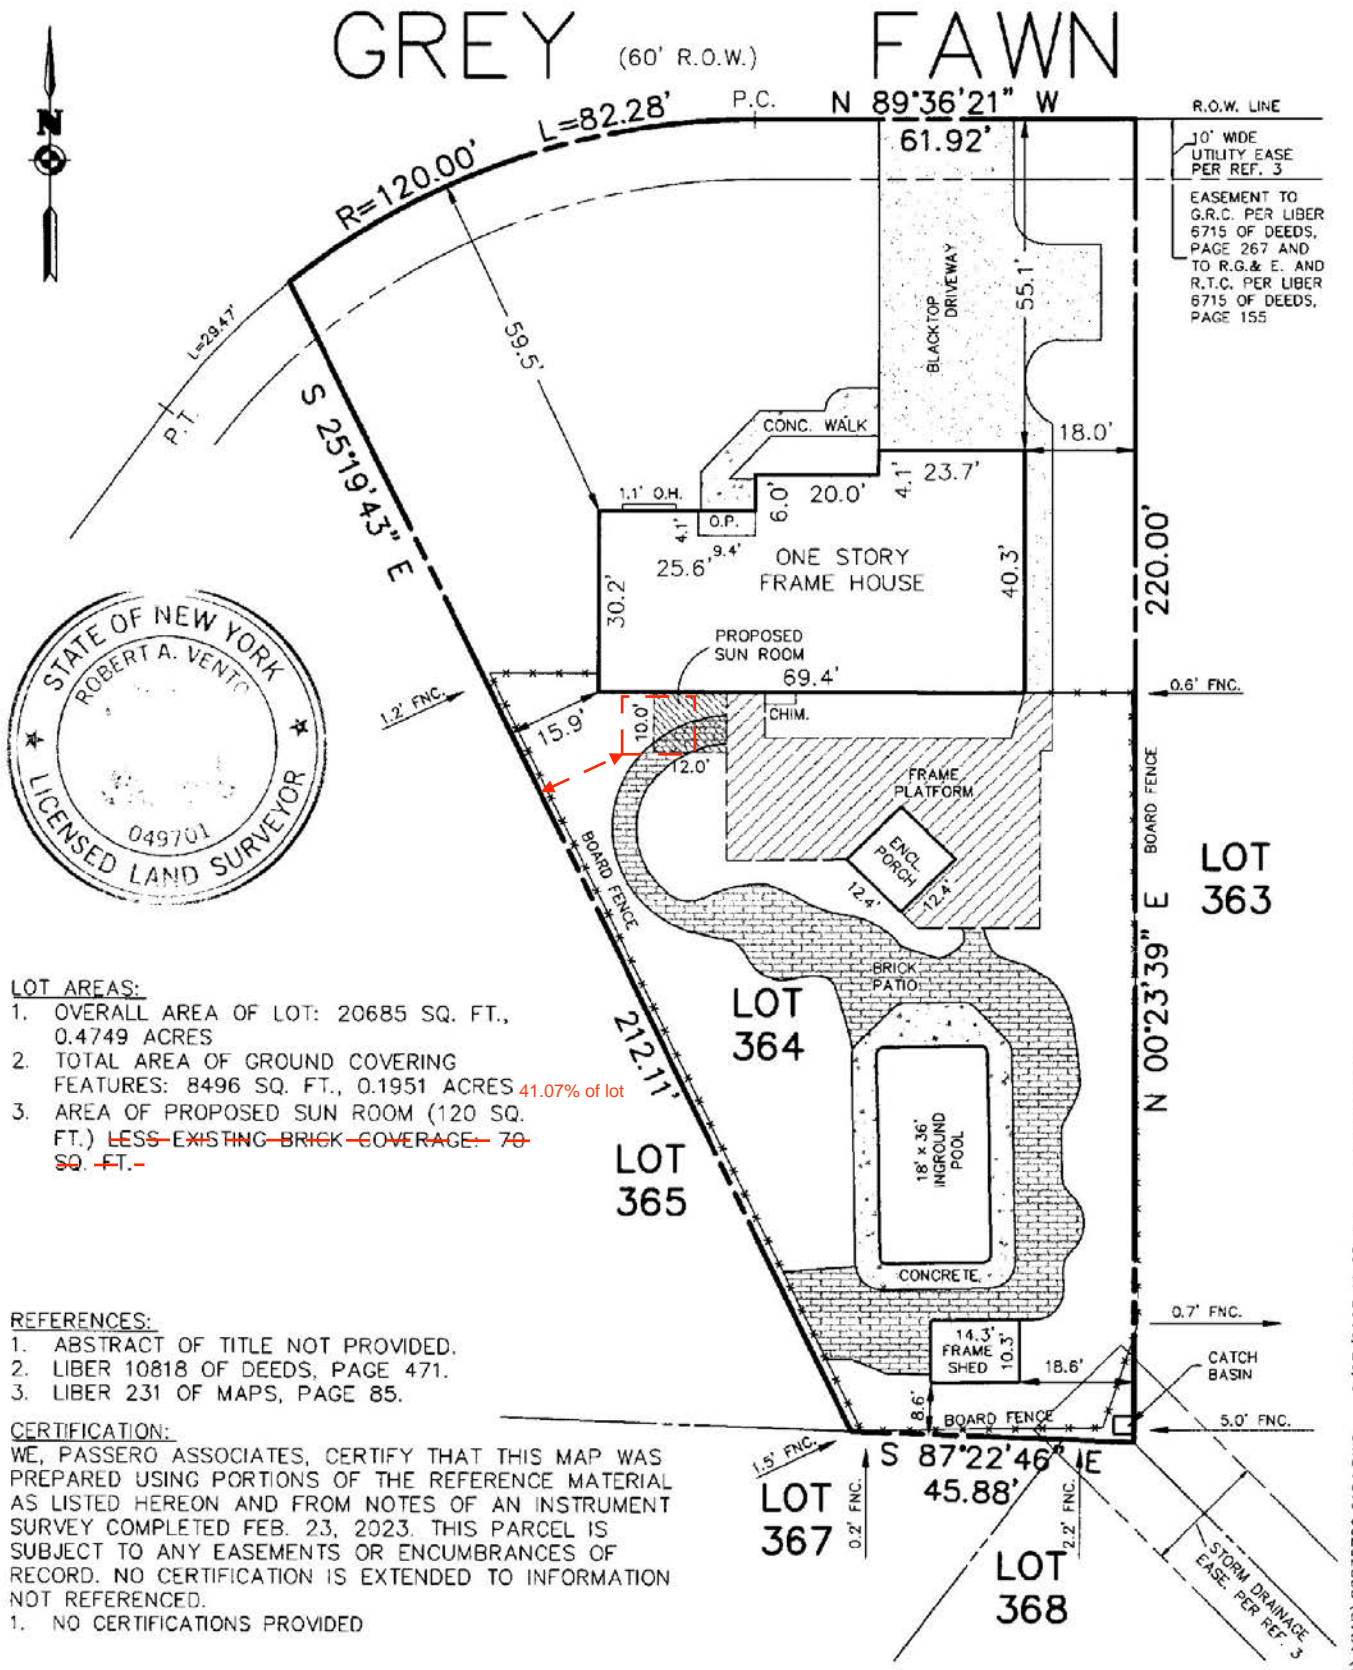 GREY (60' R.O.W.) FAWN
N
R=120.00'
L=82.28'
P.C.
N 89°36'21" W
61.92'
R.O.W. LINE
10' WIDE
UTILITY EASE
PER REF. 3
EASEMENT TO
G.R.C. PER LIBER
6715 OF DEEDS,
PAGE 267 AND
TO R.G.& E. AND
R.T.C. PER LIBER
6715 OF DEEDS,
PAGE 155
L=29.47'
P.T.
S 25°19'43" E
59.5'
BLACKTOP
DRIVEWAY
55.1'
18.0'
CONC. WALK
1.1' O.H.
4.1'
O.P.
9.4'
6.0'
20.0'
4.1'
23.7'
25.6'
30.2'
ONE STORY
FRAME HOUSE
40.3'
220.00'
PROPOSED
SUN ROOM
69.4'
CHIM.
STATE OF NEW YORK
ROBERT A. VENTO
049701
LICENSED LAND SURVEYOR
1.2' FNC.
15.9'
10.0'
12.0'
0.6' FNC.
FRAME
PLATFORM
ENCL.
PORCH
12.4'
12.4'
BOARD FENCE
BOARD FENCE
LOT
363
N 00°23'39" E
BRICK
PATIO
LOT
364
212.11'
LOT
365
18' x 36'
INGROUND
POOL
CONCRETE
LOT AREAS:
1. OVERALL AREA OF LOT: 20685 SQ. FT.,
0.4749 ACRES
2. TOTAL AREA OF GROUND COVERING
FEATURES: 8496 SQ. FT., 0.1951 ACRES 41.07% of lot
3. AREA OF PROPOSED SUN ROOM (120 SQ.
FT.) LESS EXISTING BRICK COVERAGE: 70
SQ. FT.
14.3'
FRAME
SHED
10.3'
18.6'
8.6'
BOARD FENCE
0.7' FNC.
CATCH
BASIN
5.0' FNC.
1.5' FNC.
S 87°22'46" E
45.88'
0.2' FNC.
2.2' FNC.
LOT
367
LOT
368
STORM DRAINAGE
EASE. PER REF. 3
REFERENCES:
1. ABSTRACT OF TITLE NOT PROVIDED.
2. LIBER 10818 OF DEEDS, PAGE 471.
3. LIBER 231 OF MAPS, PAGE 85.
CERTIFICATION:
WE, PASSERO ASSOCIATES, CERTIFY THAT THIS MAP WAS
PREPARED USING PORTIONS OF THE REFERENCE MATERIAL
AS LISTED HEREON AND FROM NOTES OF AN INSTRUMENT
SURVEY COMPLETED FEB. 23, 2023. THIS PARCEL IS
SUBJECT TO ANY EASEMENTS OR ENCUMBRANCES OF
RECORD. NO CERTIFICATION IS EXTENDED TO INFORMATION
NOT REFERENCED.
1. NO CERTIFICATIONS PROVIDED